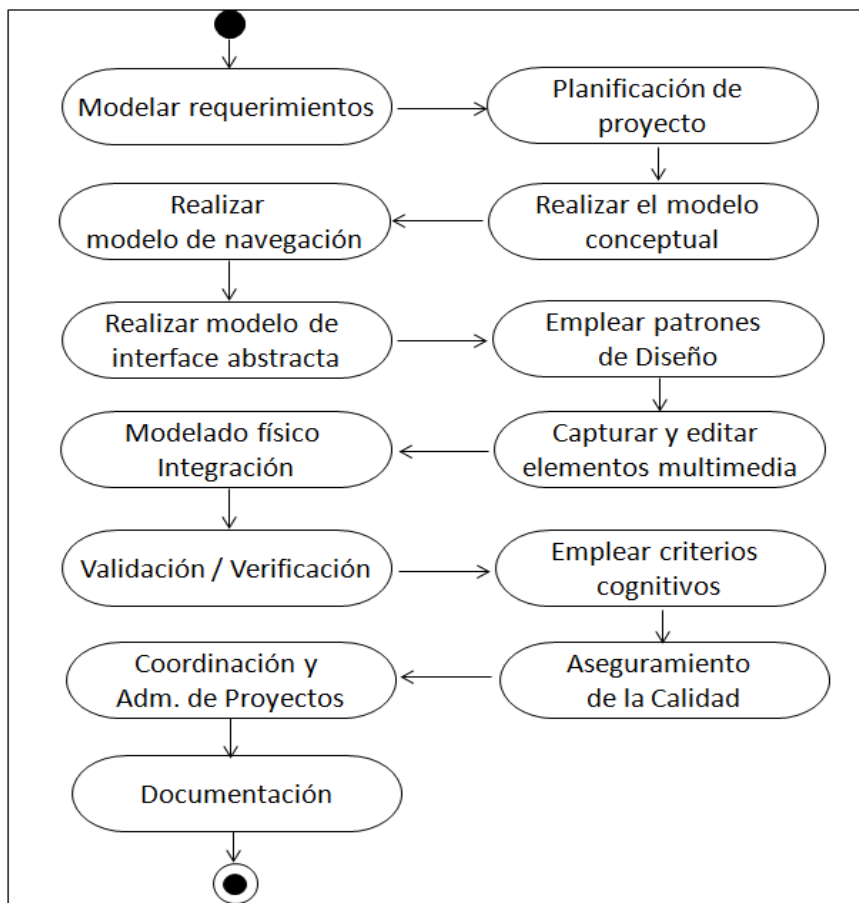 Modelar requerimientos
Planificación de
proyecto
Realizar el modelo
conceptual
Realizar
modelo de navegación
Realizar modelo de
interface abstracta
Emplear patrones
de Diseño
Capturar y editar
elementos multimedia
Modelado físico
Integración
Validación / Verificación
Emplear criterios
cognitivos
Aseguramiento
de la Calidad
Coordinación y
Adm. de Proyectos
Documentación